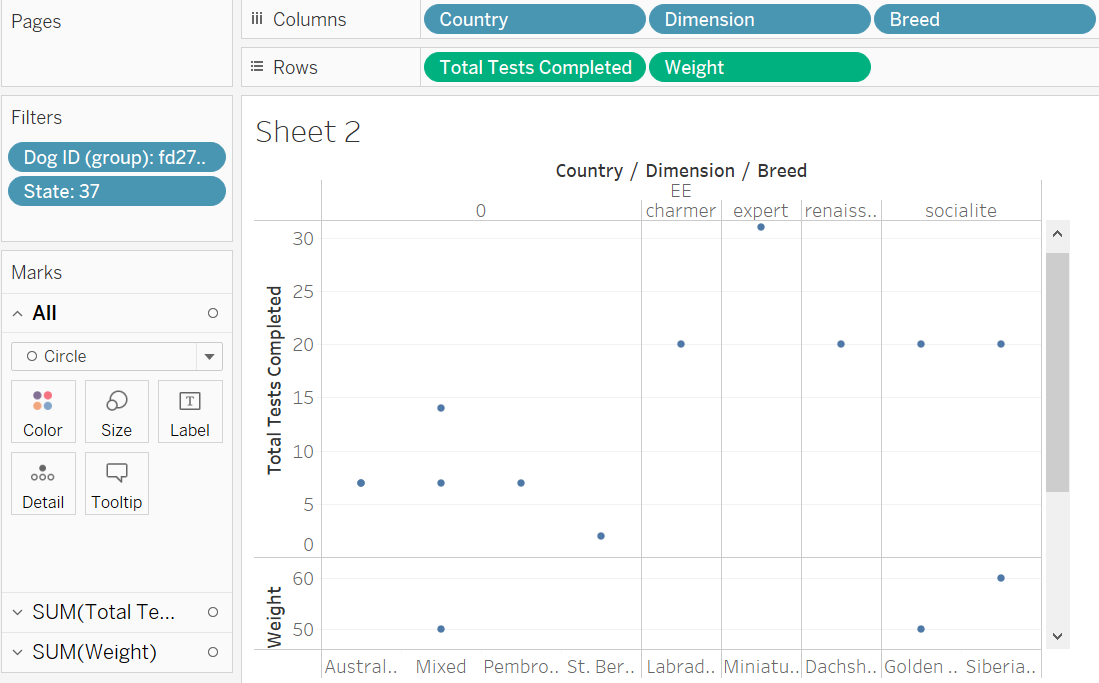 Pages
Columns
Country
Dimension
Breed
Rows
Total Tests Completed
Weight
Filters
Dog ID (group): fd27..
State: 37
Marks
All
Circle
Color
Size
Label
Detail
Tooltip
SUM(Total Te...
SUM(Weight)
Sheet 2
Country / Dimension / Breed
EE
0
charmer
expert
renaiss..
socialite
Total Tests Completed
30
25
20
15
10
5
0
Weight
60
50
Austral..
Mixed
Pembro..
St. Ber..
Labrad..
Miniatu..
Dachsh..
Golden ..
Siberia..